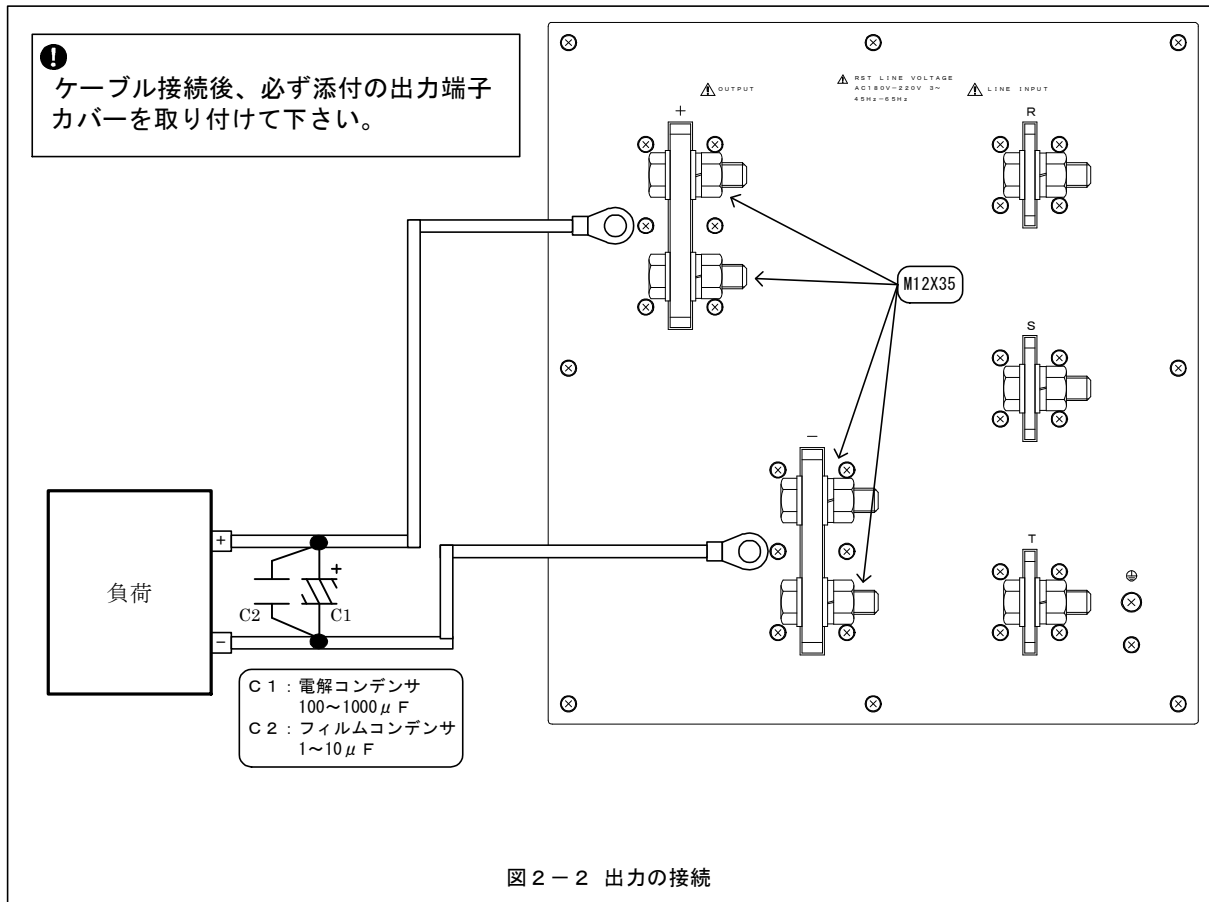 ケーブル接続後、必ず添付の出力端子
カバーを取り付けて下さい。
OUTPUT
RST LINE VOLTAGE
AC180V-220V 3~
45Hz-65Hz
LINE INPUT
+
R
M12X35
S
-
T
+
負荷
-
+
C2
C1
C1:電解コンデンサ
100~1000μF
C2:フィルムコンデンサ
1~10μF
図2-2 出力の接続